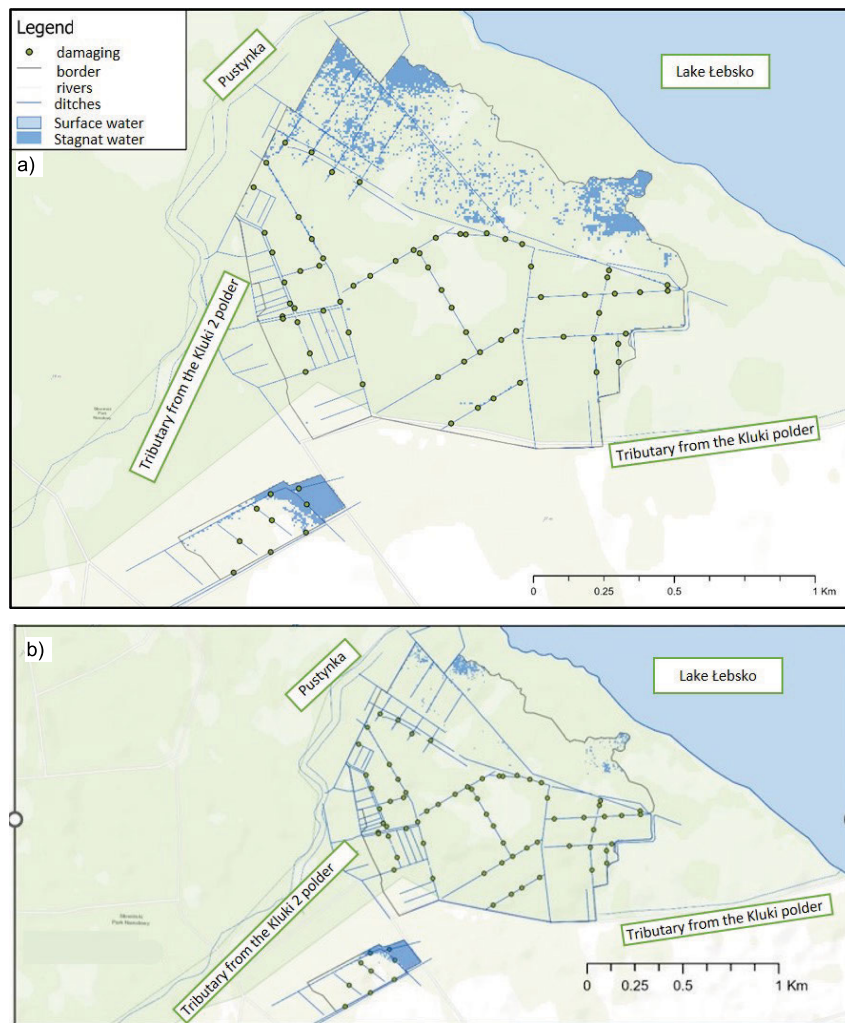 Legend
damaging
border
rivers
ditches
Surface water
Stagnat water
a)
Pustynka
Lake Łebsko
Tributary from the Kluki 2 polder
Tributary from the Kluki polder
0 0.25 0.5 1 Km
b)
Pustynka
Lake Łebsko
Tributary from the Kluki 2 polder
Tributary from the Kluki polder
0 0.25 0.5 1 Km